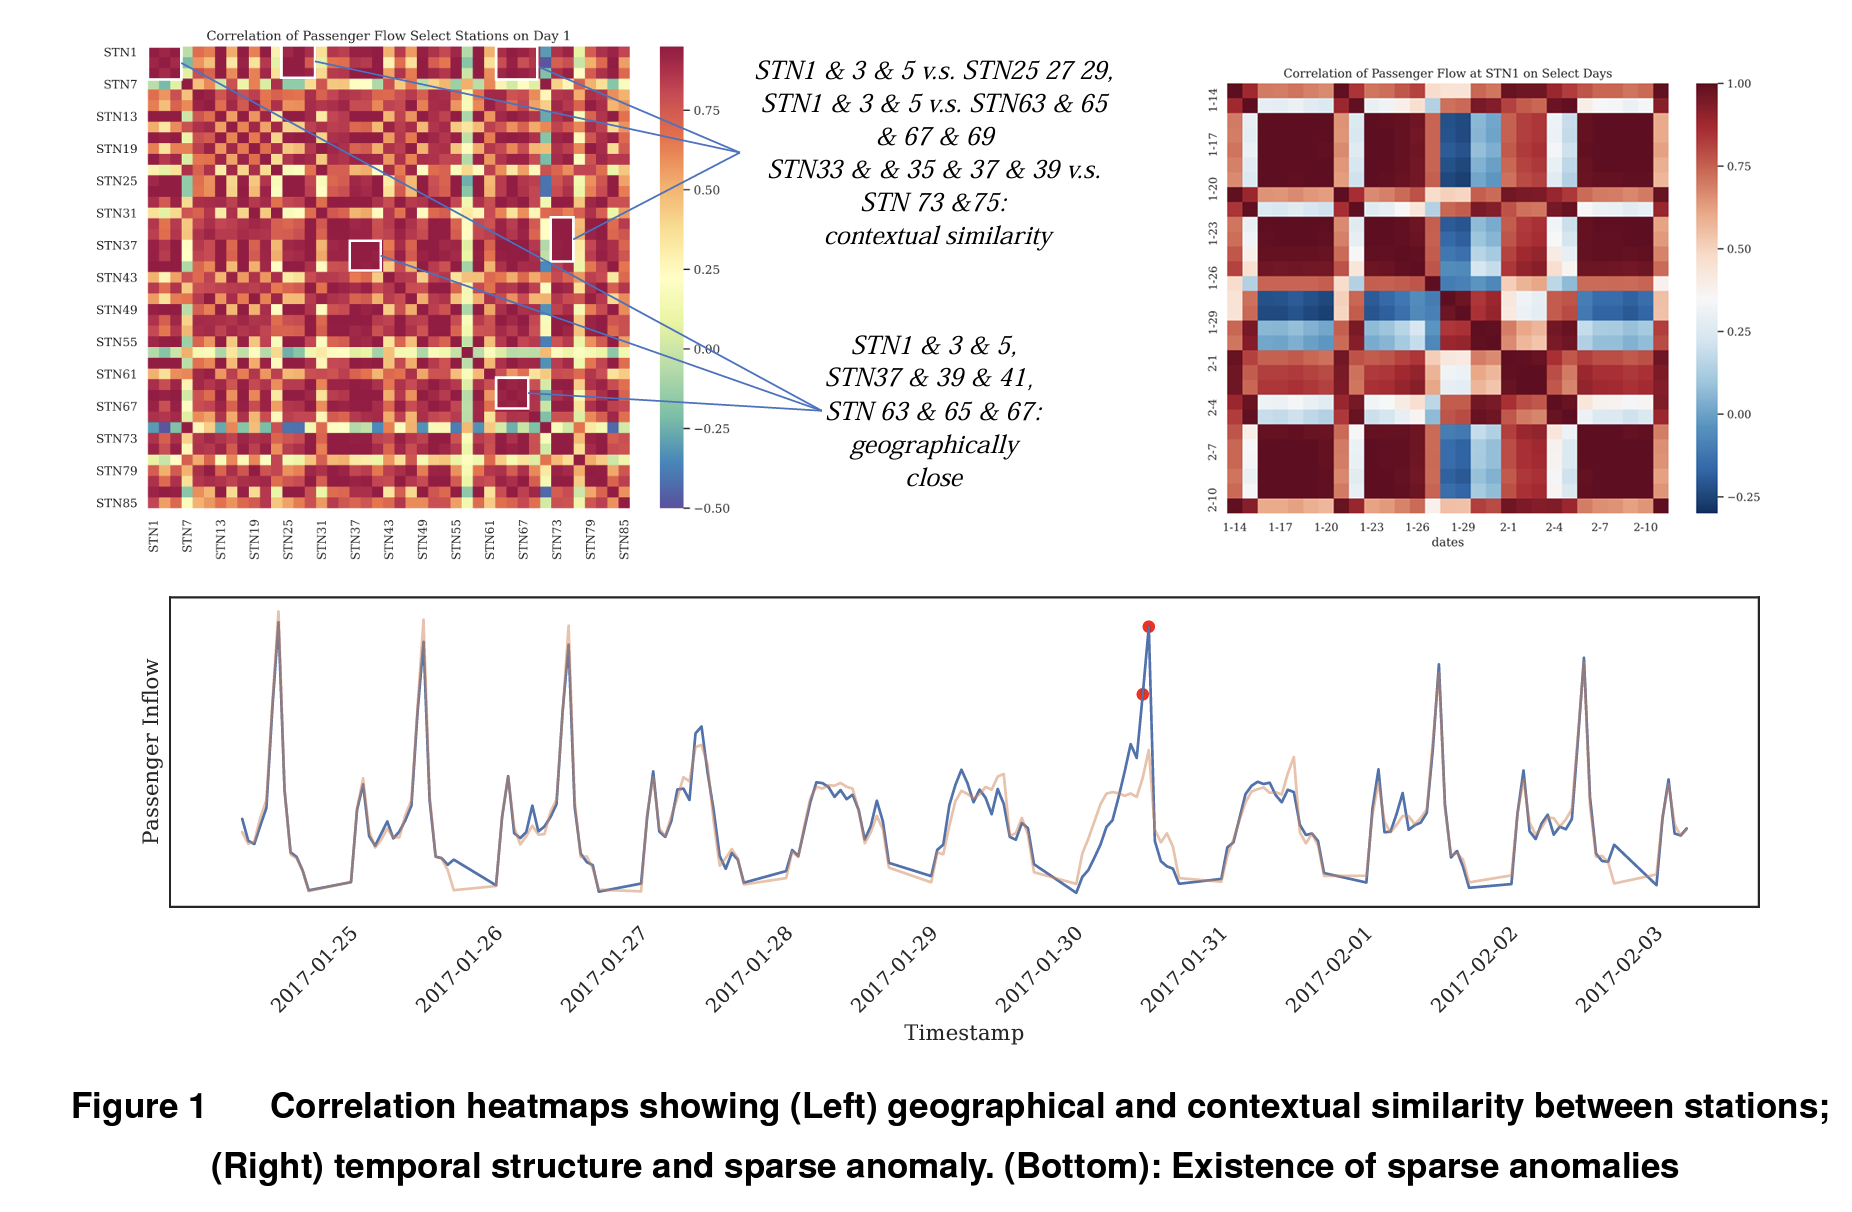 Correlation of Passenger Flow Select Stations on Day 1
STN1
STN7
STN13
STN19
STN25
STN31
STN37
STN43
STN49
STN55
STN61
STN67
STN73
STN79
STN85
STN1
STN7
STN13
STN19
STN25
STN31
STN37
STN43
STN49
STN55
STN61
STN67
STN73
STN79
STN85
0.75
0.50
0.25
0.00
−0.25
−0.50
STN1 & 3 & 5 v.s. STN25 27 29,
STN1 & 3 & 5 v.s. STN63 & 65
& 67 & 69
STN33 & & 35 & 37 & 39 v.s.
STN 73 &75:
contextual similarity
STN1 & 3 & 5,
STN37 & 39 & 41,
STN 63 & 65 & 67:
geographically
close
Correlation of Passenger Flow at STN1 on Select Days
1-14
1-17
1-20
1-23
1-26
1-29
2-1
2-4
2-7
2-10
1-14
1-17
1-20
1-23
1-26
1-29
2-1
2-4
2-7
2-10
dates
1.00
0.75
0.50
0.25
0.00
−0.25
Passenger Inflow
2017-01-25
2017-01-26
2017-01-27
2017-01-28
2017-01-29
2017-01-30
2017-01-31
2017-02-01
2017-02-02
2017-02-03
Timestamp
Figure 1 Correlation heatmaps showing (Left) geographical and contextual similarity between stations;
(Right) temporal structure and sparse anomaly. (Bottom): Existence of sparse anomalies